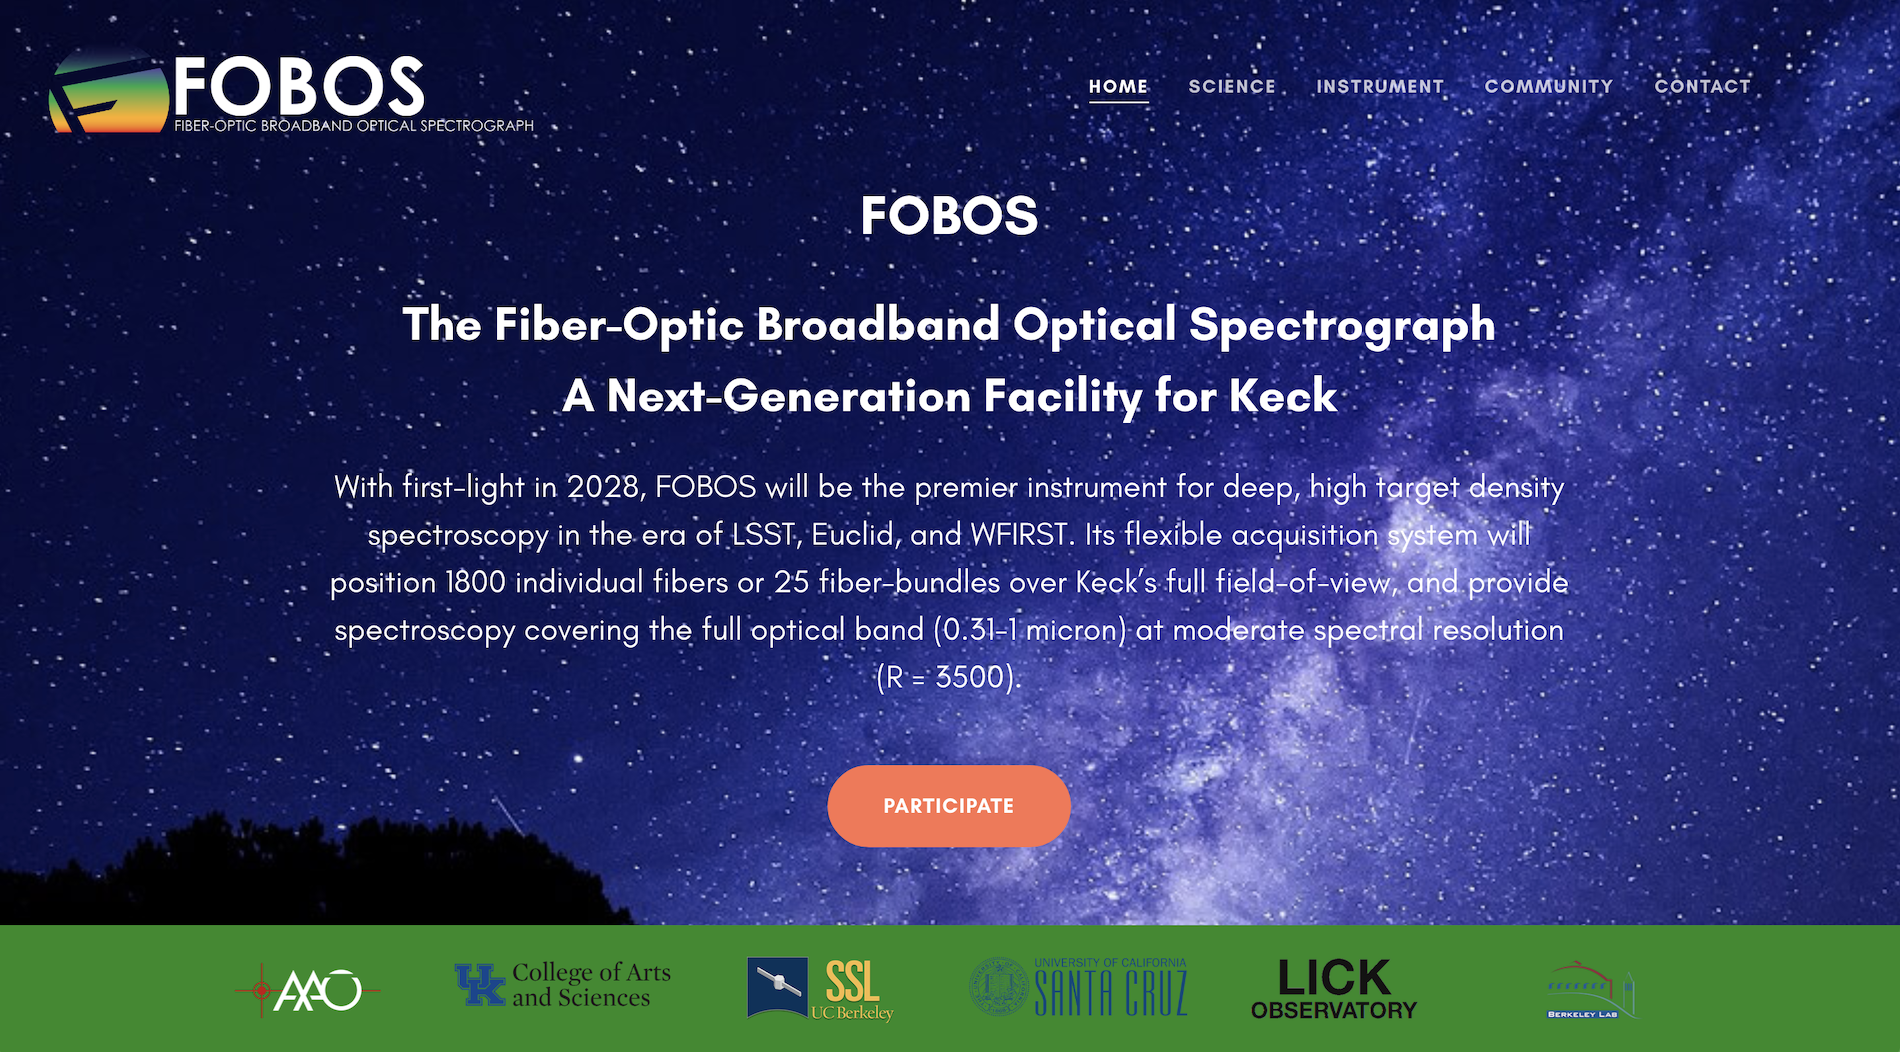 FOBOS
FIBER-OPTIC BROADBAND OPTICAL SPECTROGRAPH
HOME SCIENCE INSTRUMENT COMMUNITY CONTACT
FOBOS
The Fiber-Optic Broadband Optical Spectrograph
A Next-Generation Facility for Keck
With first-light in 2028, FOBOS will be the premier instrument for deep, high target density
spectroscopy in the era of LSST, Euclid, and WFIRST. Its flexible acquisition system will
position 1800 individual fibers or 25 fiber-bundles over Keck’s full field-of-view, and provide
spectroscopy covering the full optical band (0.31-1 micron) at moderate spectral resolution
(R = 3500).
PARTICIPATE
AAO
UK
College of Arts
and Sciences
SSL
UC Berkeley
UNIVERSITY OF CALIFORNIA
SANTA CRUZ
LICK
OBSERVATORY
BERKELEY LAB